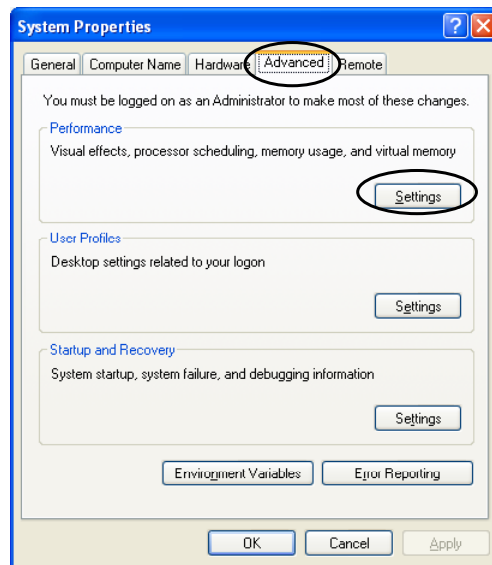 System Properties
General Computer Name Hardware Advanced Remote
You must be logged on as an Administrator to make most of these changes.
Performance
Visual effects, processor scheduling, memory usage, and virtual memory
Settings
User Profiles
Desktop settings related to your logon
Settings
Startup and Recovery
System startup, system failure, and debugging information
Settings
Environment Variables Error Reporting
OK Cancel Apply